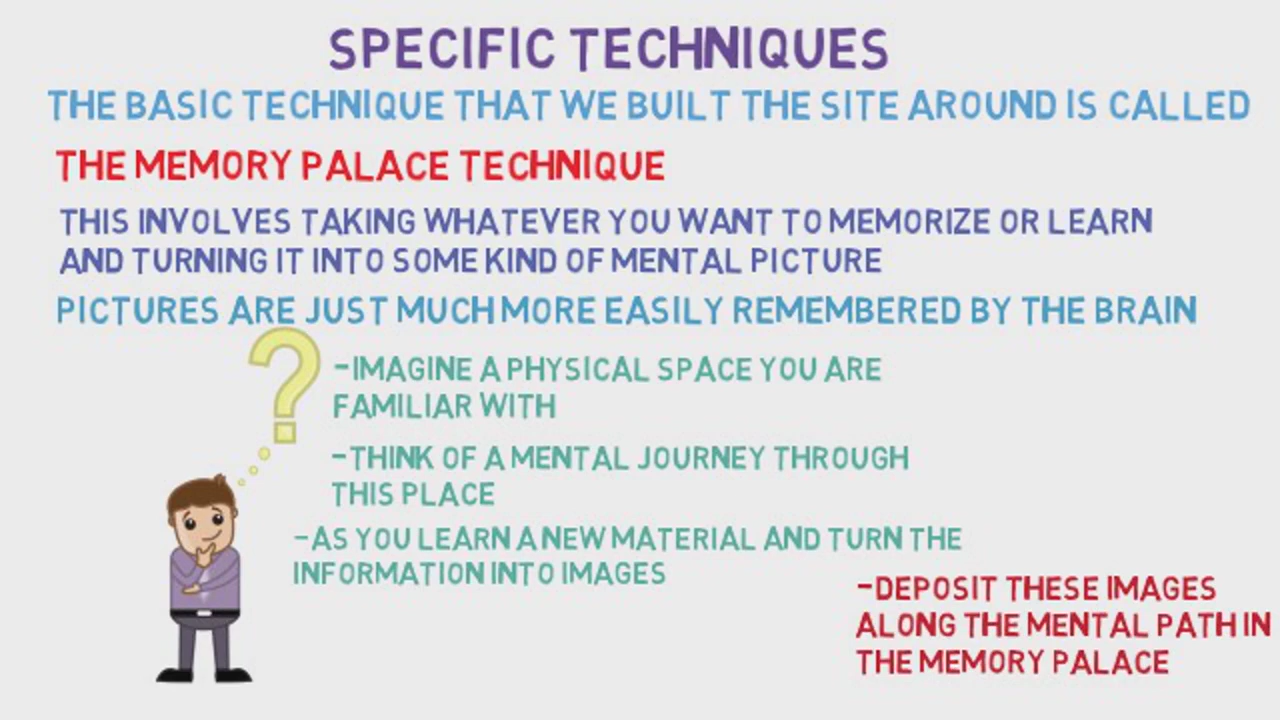 SPECIFIC TECHNIQUES
THE BASIC TECHNIQUE THAT WE BUILT THE SITE AROUND IS CALLED
THE MEMORY PALACE TECHNIQUE
THIS INVOLVES TAKING WHATEVER YOU WANT TO MEMORIZE OR LEARN
AND TURNING IT INTO SOME KIND OF MENTAL PICTURE
PICTURES ARE JUST MUCH MORE EASILY REMEMBERED BY THE BRAIN
?
-IMAGINE A PHYSICAL SPACE YOU ARE
FAMILIAR WITH
-THINK OF A MENTAL JOURNEY THROUGH
THIS PLACE
-AS YOU LEARN A NEW MATERIAL AND TURN THE
INFORMATION INTO IMAGES
-DEPOSIT THESE IMAGES
ALONG THE MENTAL PATH IN
THE MEMORY PALACE